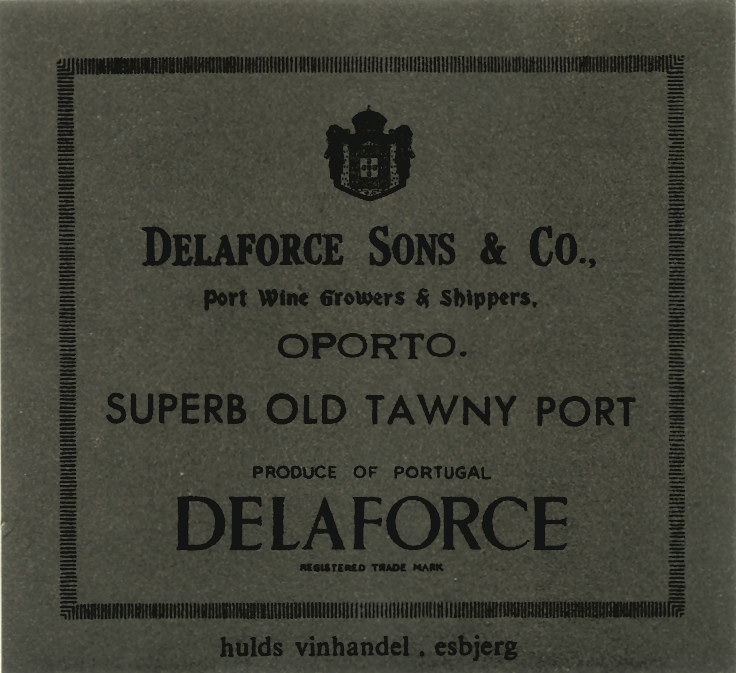 DELAFORCE SONS & CO.,
Port Wine Growers & Shippers,
OPORTO.
SUPERB OLD TAWNY PORT
PRODUCE OF PORTUGAL
DELAFORCE
REGISTERED TRADE MARK
hulds vinhandel . esbjerg